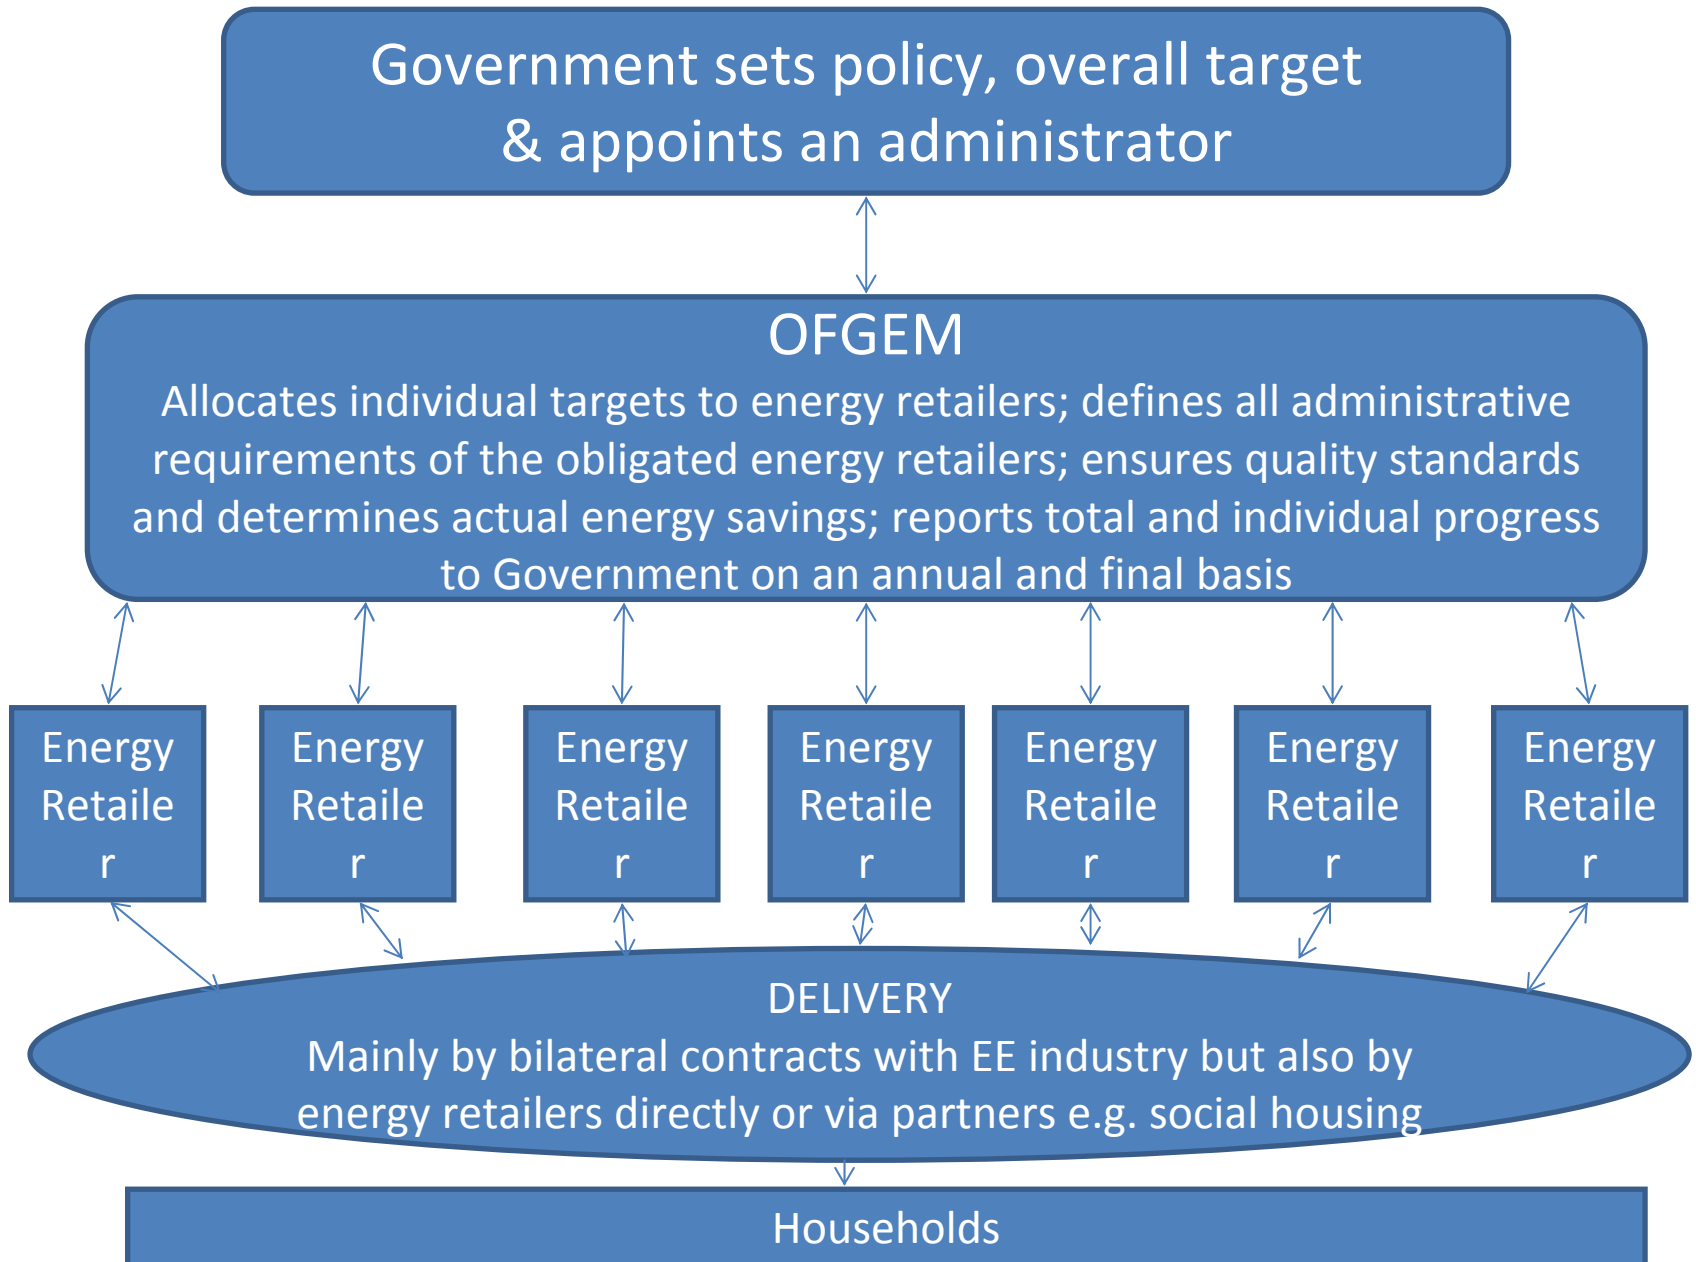 Government sets policy, overall target
& appoints an administrator
OFGEM
Allocates individual targets to energy retailers; defines all administrative
requirements of the obligated energy retailers; ensures quality standards
and determines actual energy savings; reports total and individual progress
to Government on an annual and final basis
Energy
Retaile
r
Energy
Retaile
r
Energy
Retaile
r
Energy
Retaile
r
Energy
Retaile
r
Energy
Retaile
r
Energy
Retaile
r
DELIVERY
Mainly by bilateral contracts with EE industry but also by
energy retailers directly or via partners e.g. social housing
Households